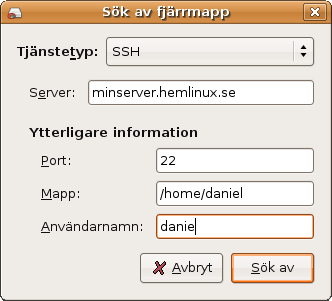 Sök av fjärrmapp
Tjänstetyp: SSH
Server: minserver.hemlinux.se
Ytterligare information
Port: 22
Mapp: /home/daniel
Användarnamn: danie
Avbryt Sök av